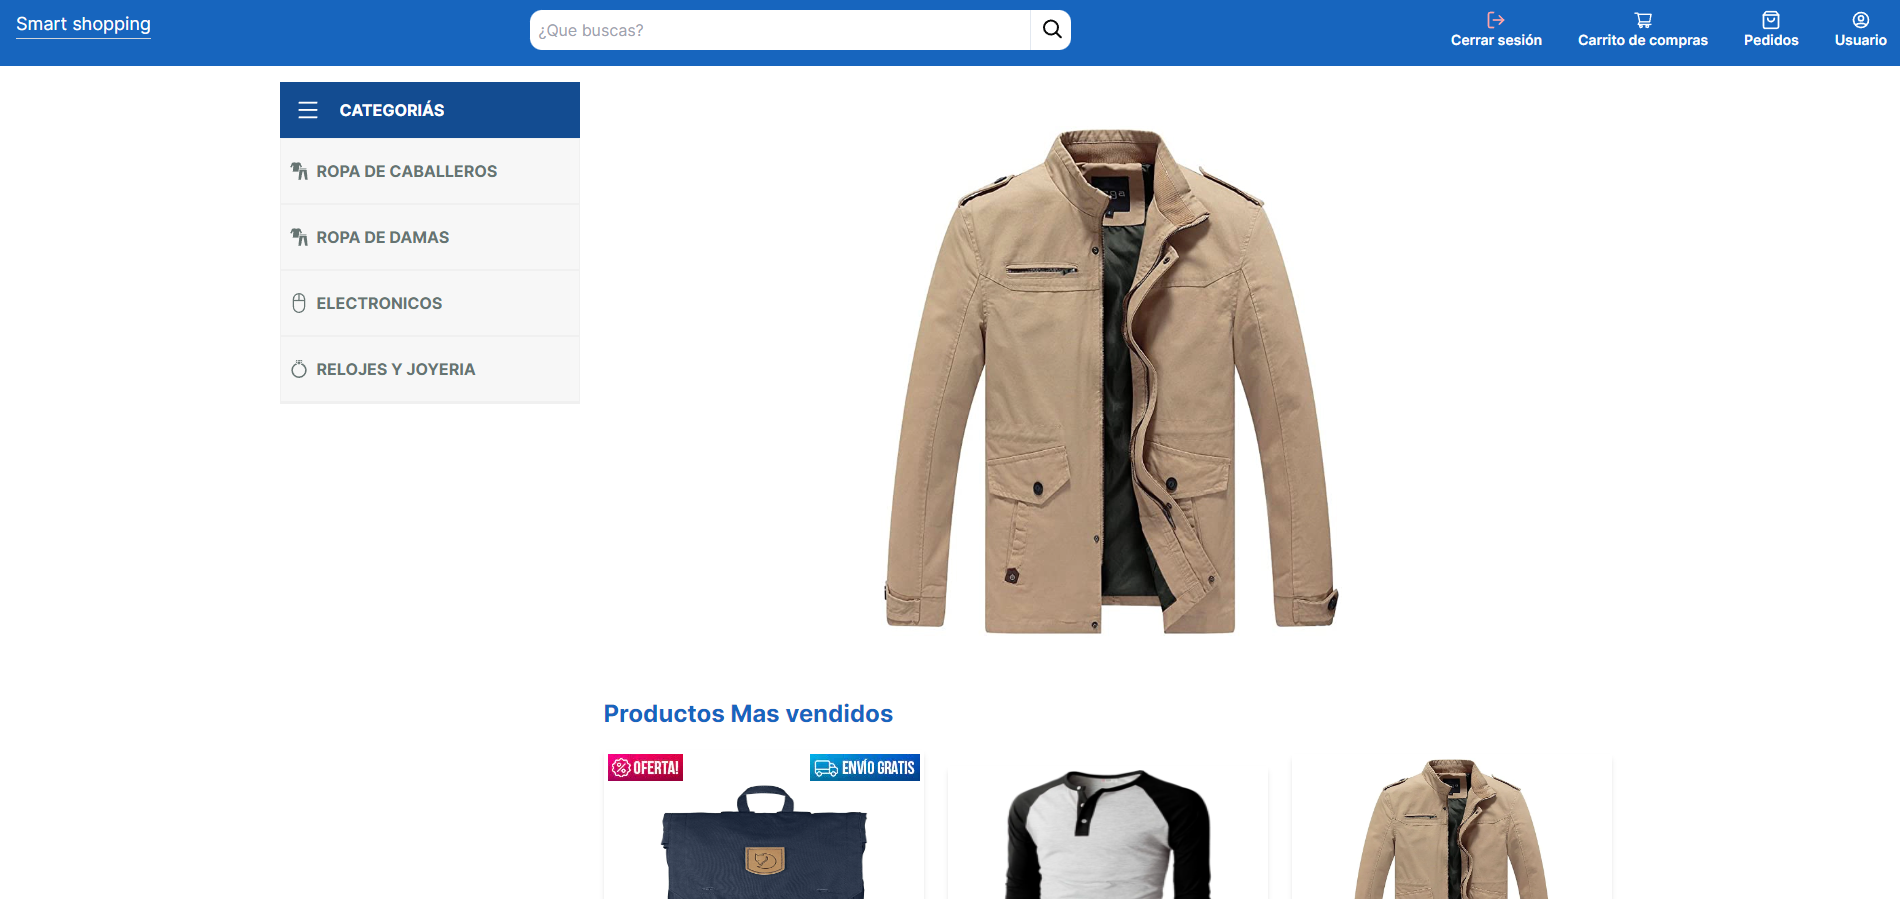 Smart shopping
¿Que buscas?
Cerrar sesión
Carrito de compras
Pedidos
Usuario
CATEGORIÁS
ROPA DE CABALLEROS
ROPA DE DAMAS
ELECTRONICOS
RELOJES Y JOYERIA
Productos Mas vendidos
OFERTA!
ENVÍO GRATIS